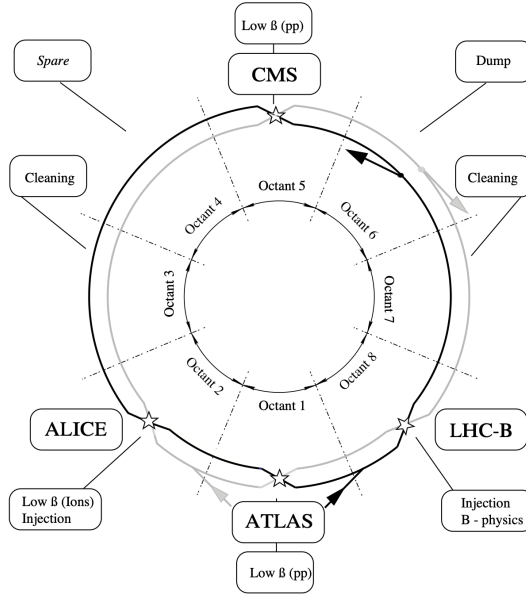 Low ß (pp)
CMS
Spare
Dump
Cleaning
Cleaning
Octant 5
Octant 4
Octant 6
Octant 3
Octant 7
Octant 2
Octant 8
Octant 1
ALICE
LHC-B
Low ß (Ions)
Injection
Injection
B - physics
ATLAS
Low ß (pp)